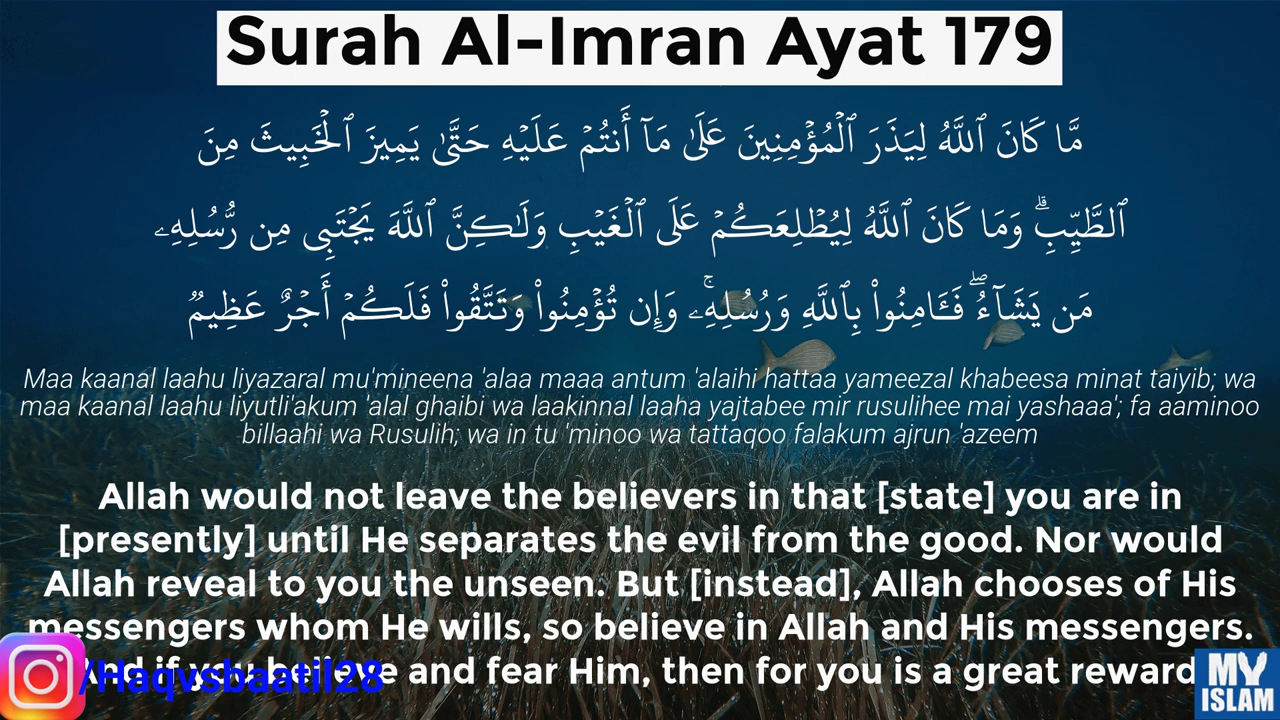 Surah Al-Imran Ayat 179
مَّا كَانَ ٱللَّهُ لِيَذَرَ ٱلْمُؤْمِنِينَ عَلَىٰ مَآ أَنتُمْ عَلَيْهِ حَتَّىٰ يَمِيزَ ٱلْخَبِيثَ مِنَ
ٱلطَّيِّبِ ۗ وَمَا كَانَ ٱللَّهُ لِيُطْلِعَكُمْ عَلَى ٱلْغَيْبِ وَلَـٰكِنَّ ٱللَّهَ يَجْتَبِى مِن رُّسُلِهِۦ
مَن يَشَآءُ ۖ فَـَٔامِنُوا۟ بِٱللَّهِ وَرُسُلِهِۦ ۚ وَإِن تُؤْمِنُوا۟ وَتَتَّقُوا۟ فَلَكُمْ أَجْرٌ عَظِيمٌ
Maa kaanal laahu liyazaral mu'mineena 'alaa maaa antum 'alaihi hattaa yameezal khabeesa minat taiyib; wa
maa kaanal laahu liyutli'akum 'alal ghaibi wa laakinnal laaha yajtabee mir rusulihee mai yashaaa'; fa aaminoo
billaahi wa Rusulih; wa in tu 'minoo wa tattaqoo falakum ajrun 'azeem
Allah would not leave the believers in that [state] you are in
[presently] until He separates the evil from the good. Nor would
Allah reveal to you the unseen. But [instead], Allah chooses of His
messengers whom He wills, so believe in Allah and His messengers.
And if you believe and fear Him, then for you is a great reward
/Haqvsbaatil28
MY
ISLAM